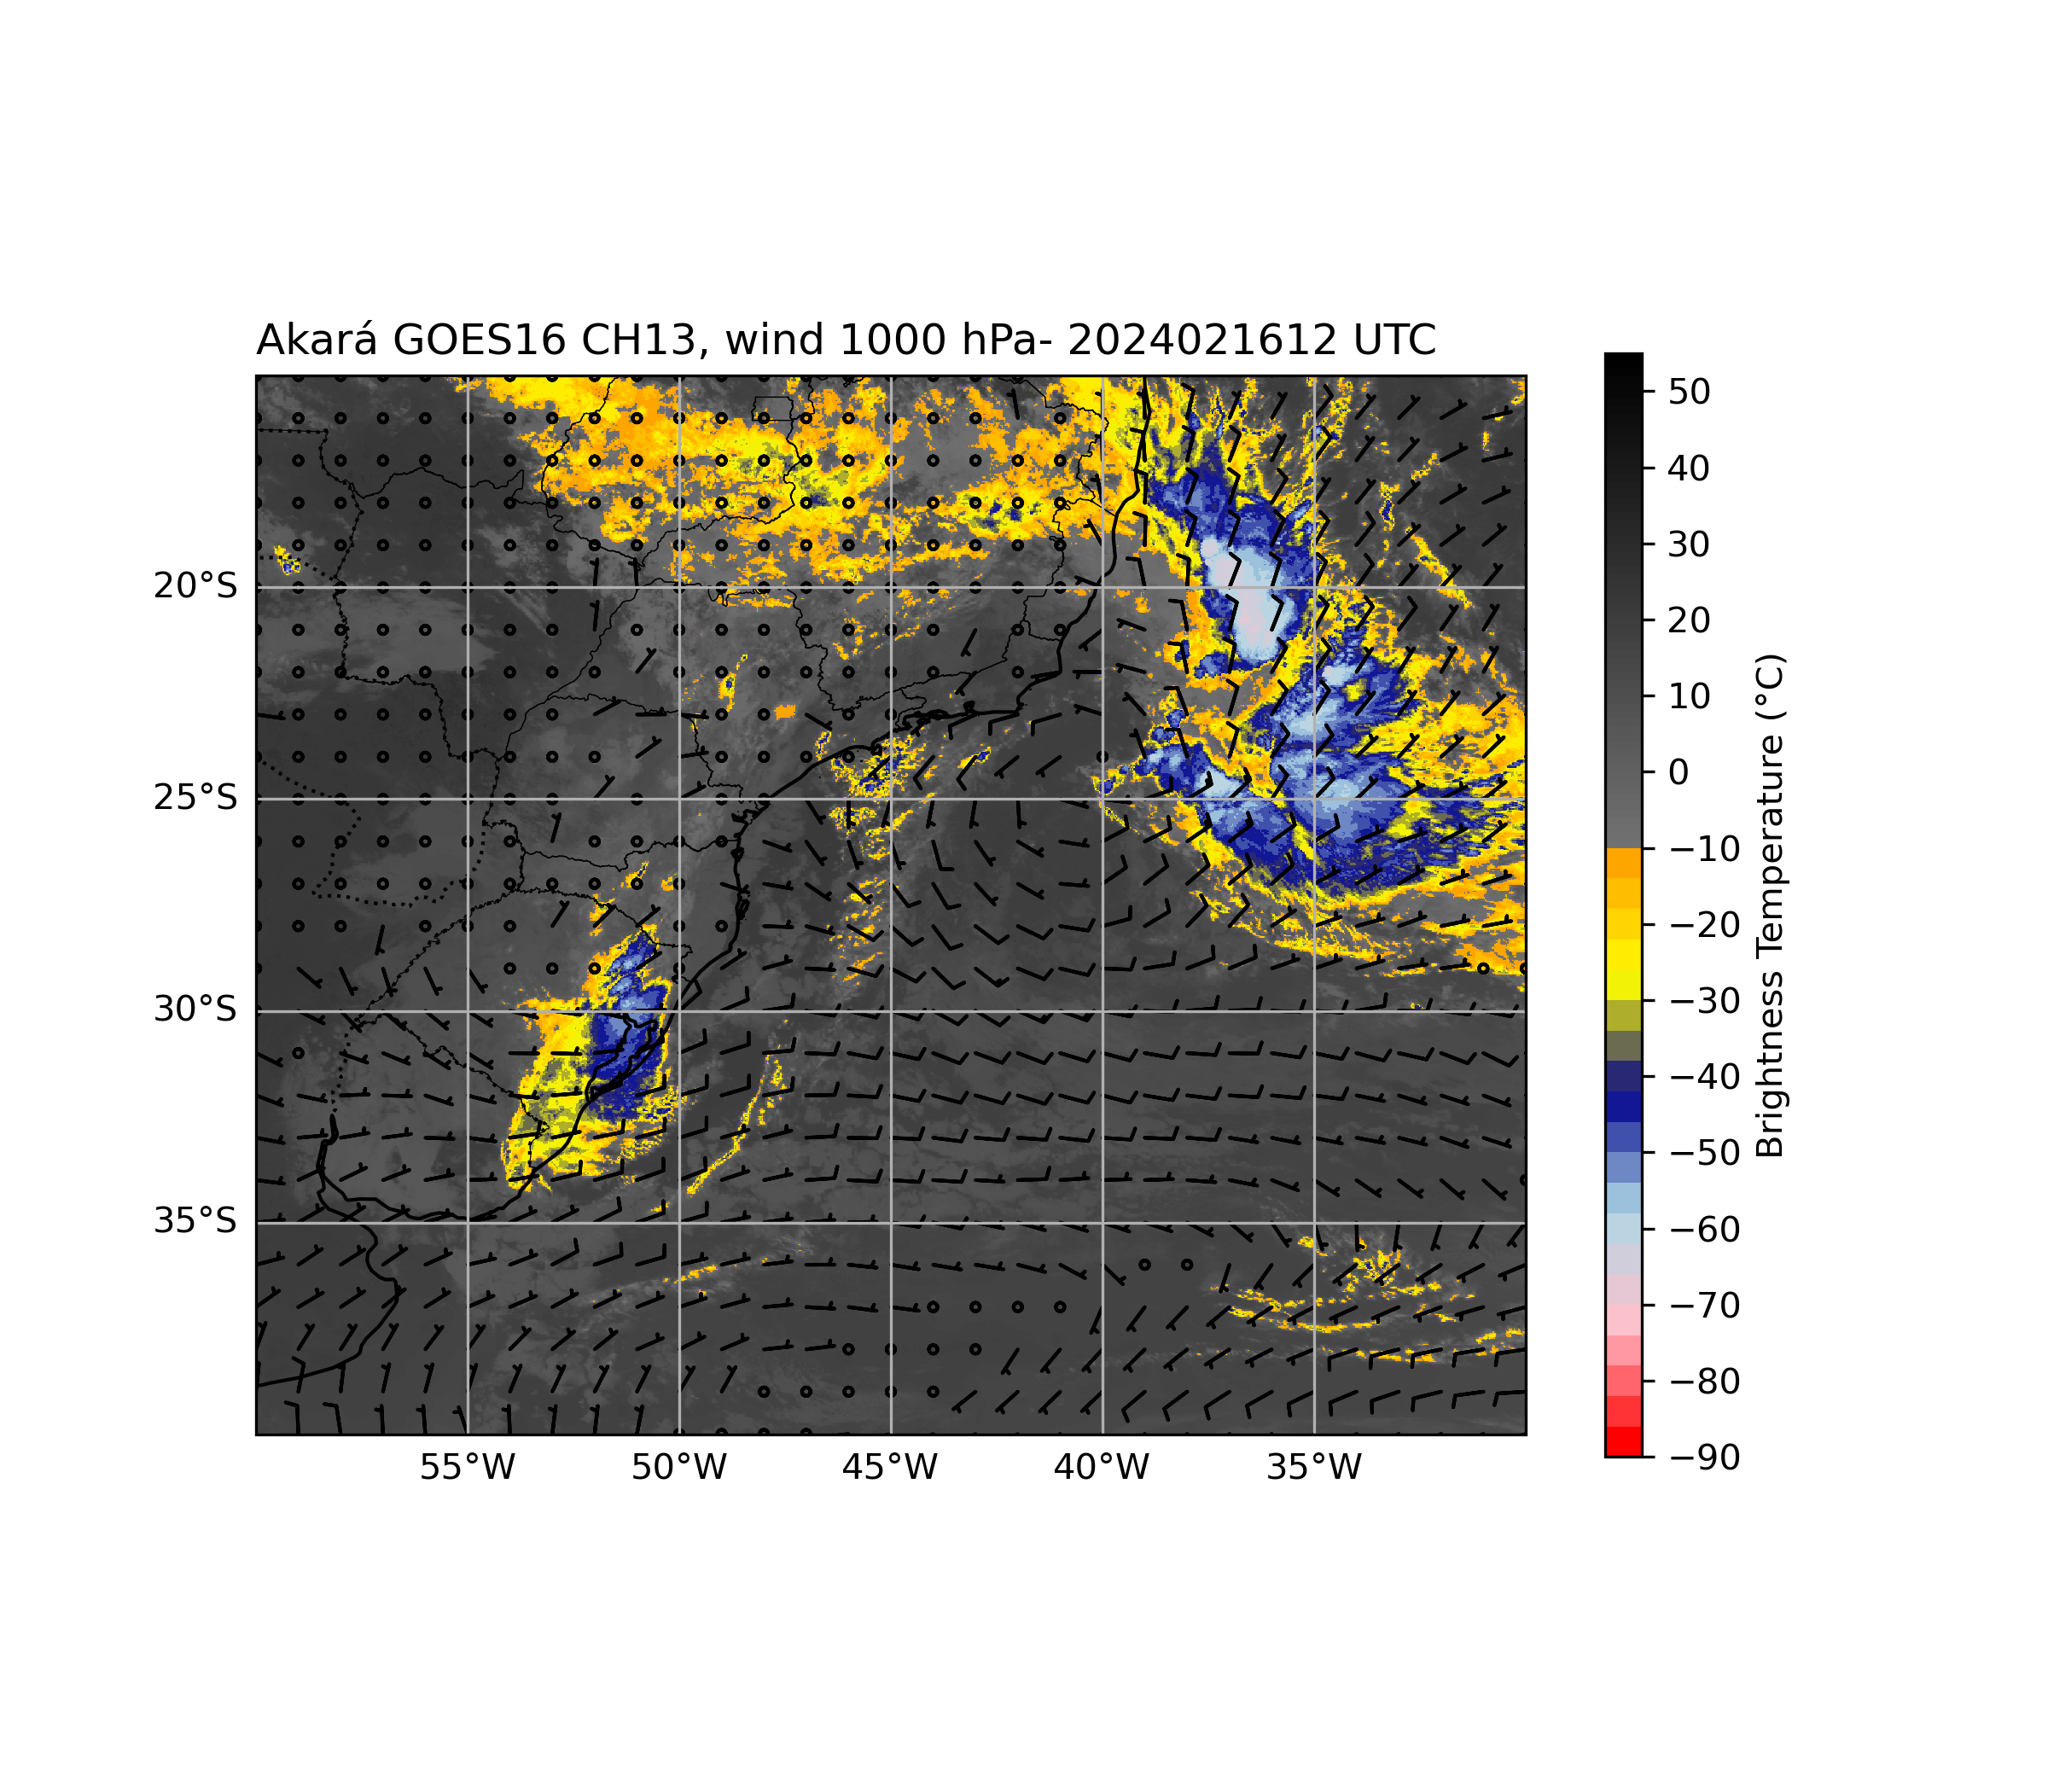 Akará GOES16 CH13, wind 1000 hPa- 2024021612 UTC
20°S
25°S
30°S
35°S
55°W
50°W
45°W
40°W
35°W
50
40
30
20
10
0
−10
−20
−30
−40
−50
−60
−70
−80
−90
Brightness Temperature (°C)